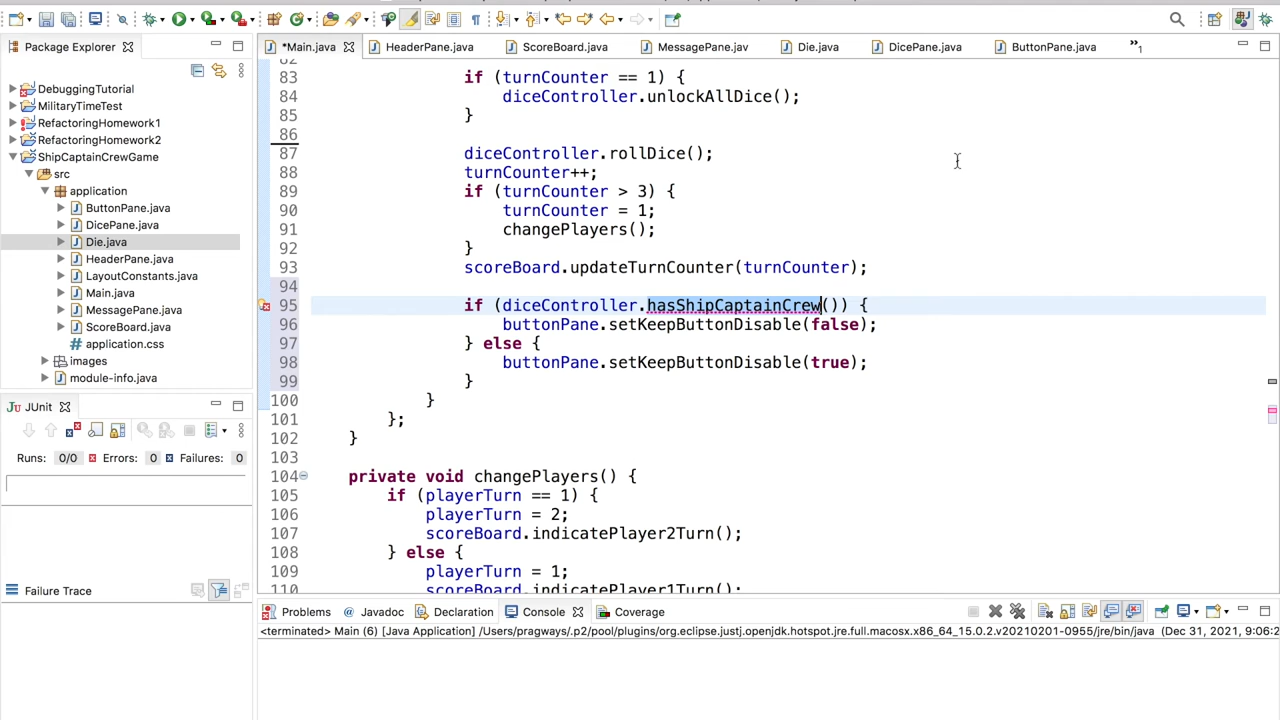 Package Explorer
*Main.java
HeaderPane.java
ScoreBoard.java
MessagePane.jav
Die.java
DicePane.java
ButtonPane.java
»1
DebuggingTutorial
MilitaryTimeTest
RefactoringHomework1
RefactoringHomework2
ShipCaptainCrewGame
src
application
ButtonPane.java
DicePane.java
Die.java
HeaderPane.java
LayoutConstants.java
Main.java
MessagePane.java
ScoreBoard.java
application.css
images
module-info.java
JUnit
Runs: 0/0 Errors: 0 Failures: 0
Failure Trace
82
83 if (turnCounter == 1) {
84 diceController.unlockAllDice();
85 }
86
87 diceController.rollDice();
88 turnCounter++;
89 if (turnCounter > 3) {
90 turnCounter = 1;
91 changePlayers();
92 }
93 scoreBoard.updateTurnCounter(turnCounter);
94
95 if (diceController.hasShipCaptainCrew()) {
96 buttonPane.setKeepButtonDisable(false);
97 } else {
98 buttonPane.setKeepButtonDisable(true);
99 }
100 }
101 };
102 }
103
104 private void changePlayers() {
105 if (playerTurn == 1) {
106 playerTurn = 2;
107 scoreBoard.indicatePlayer2Turn();
108 } else {
109 playerTurn = 1;
110 scoreBoard.indicatePlayer1Turn();
Problems
Javadoc
Declaration
Console
Coverage
<terminated> Main (6) [Java Application] /Users/pragways/.p2/pool/plugins/org.eclipse.justj.openjdk.hotspot.jre.full.macosx.x86_64_15.0.2.v20210201-0955/jre/bin/java (Dec 31, 2021, 9:06:2